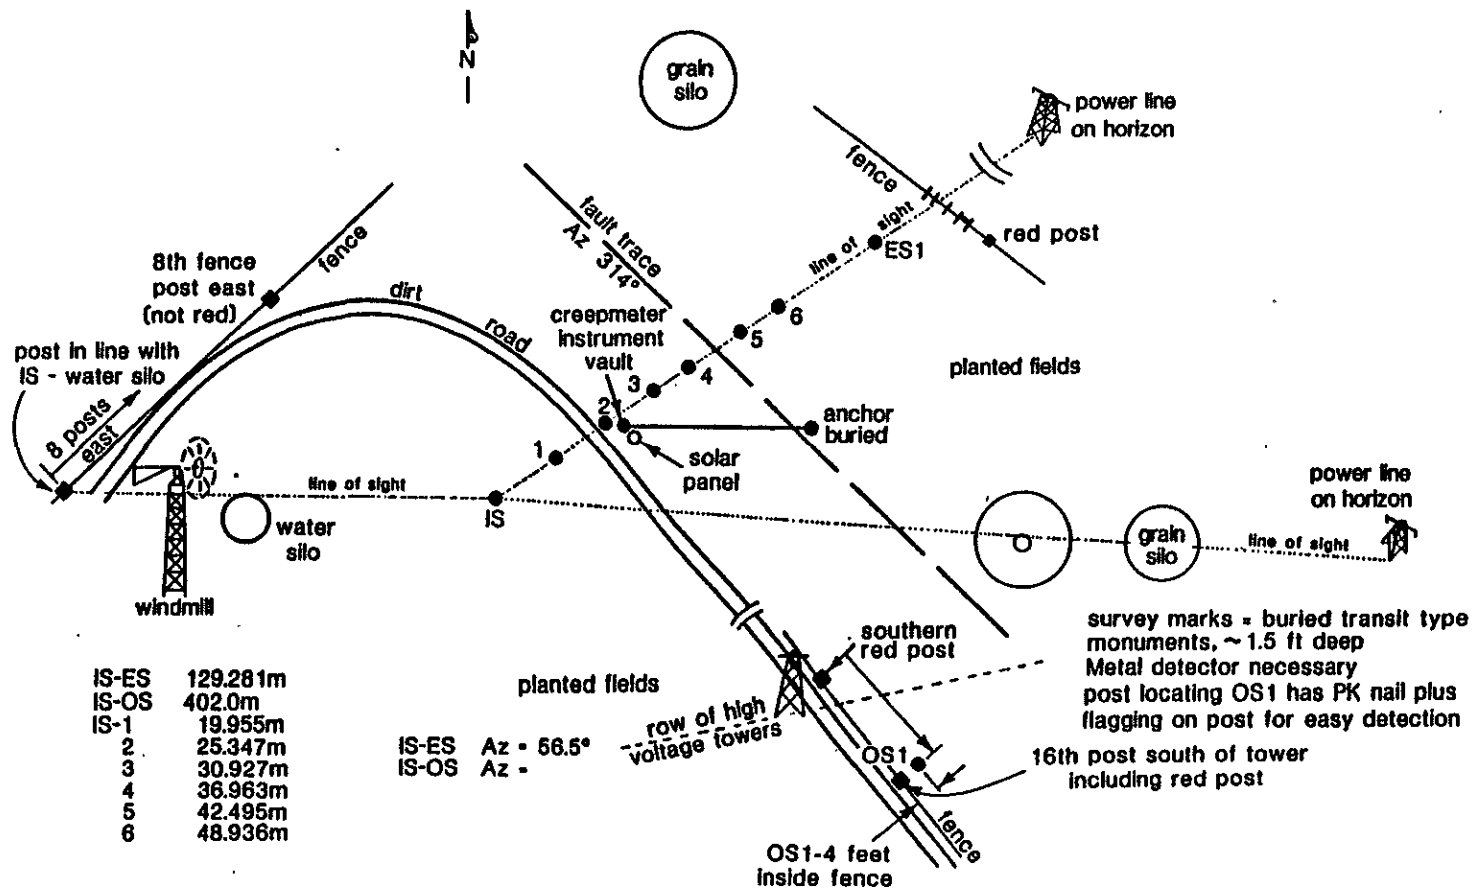 N
grain
silo
power line
on horizon
fence
red post
line of sight
ES1
fault trace
Az 314°
fence
8th fence
post east
(not red)
dirt
road
creepmeter
instrument
vault
6
5
4
3
2
1
post in line with
IS - water silo
8 posts
east
planted fields
anchor
buried
solar
panel
line of sight
IS
water
silo
windmill
O
grain
silo
line of sight
power line
on horizon
southern
red post
survey marks = buried transit type
monuments, ~ 1.5 ft deep
Metal detector necessary
post locating OS1 has PK nail plus
flagging on post for easy detection
IS-ES 129.281m
IS-OS 402.0m
IS-1 19.955m
2 25.347m
3 30.927m
4 36.963m
5 42.495m
6 48.936m
planted fields
IS-ES Az = 56.5°
IS-OS Az =
row of high
voltage towers
OS1
16th post south of tower
including red post
fence
OS1-4 feet
inside fence